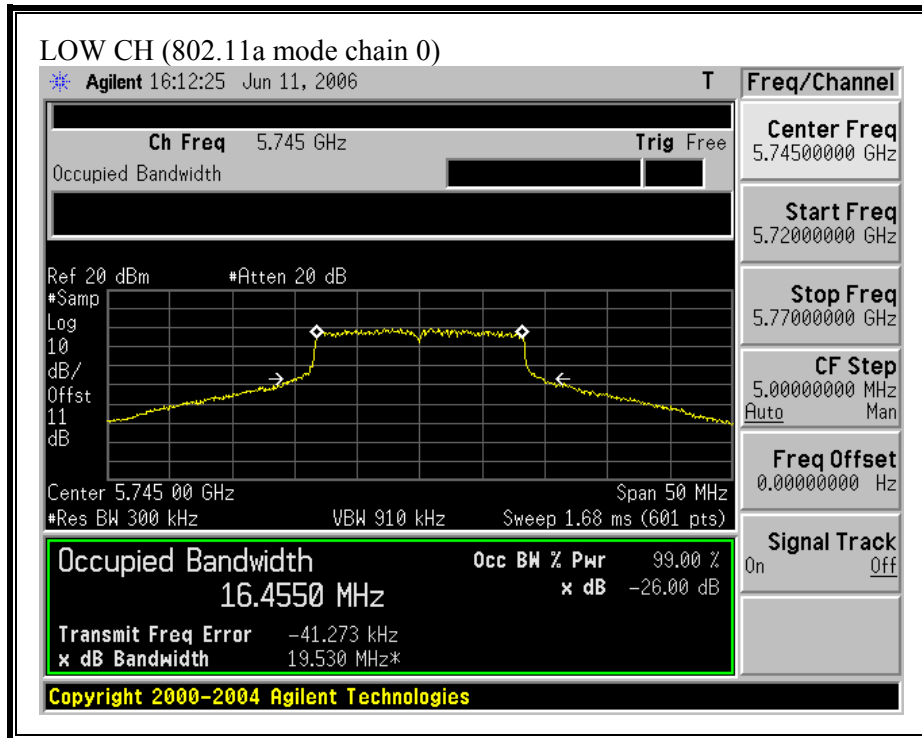 LOW CH (802.11a mode chain 0)
Agilent 16:12:25 Jun 11, 2006 T
Freq/Channel
Ch Freq 5.745 GHz Trig Free
Occupied Bandwidth
Center Freq
5.74500000 GHz
Start Freq
5.72000000 GHz
Stop Freq
5.77000000 GHz
CF Step
5.00000000 MHz
Auto Man
Freq Offset
0.00000000 Hz
Signal Track
On Off
Ref 20 dBm #Atten 20 dB
#Samp
Log
10
dB/
Offst
11
dB
Center 5.745 00 GHz Span 50 MHz
#Res BW 300 kHz VBW 910 kHz Sweep 1.68 ms (601 pts)
Occupied Bandwidth
16.4550 MHz
Occ BW % Pwr 99.00 %
x dB -26.00 dB
Transmit Freq Error -41.273 kHz
x dB Bandwidth 19.530 MHz*
Copyright 2000-2004 Agilent Technologies